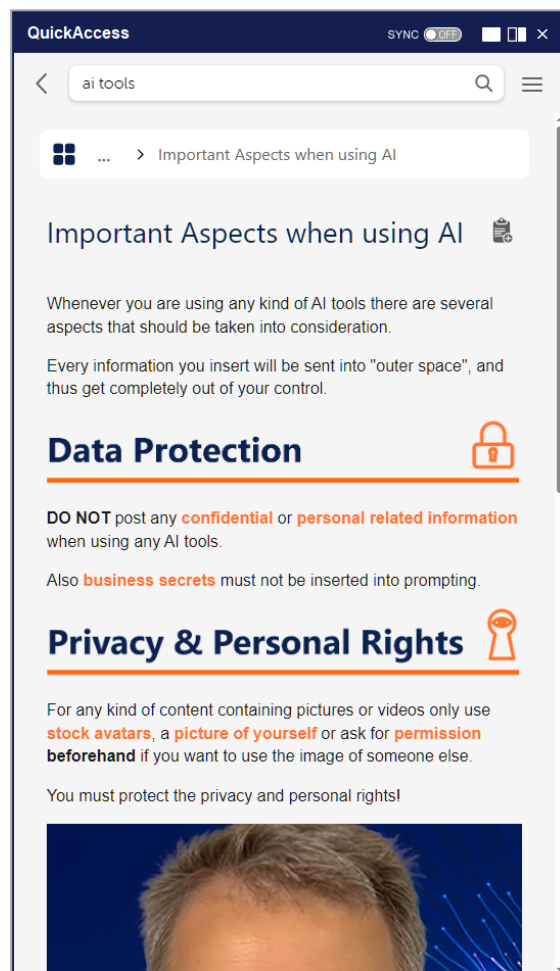 QuickAccess
SYNC OFF
ai tools
... > Important Aspects when using AI
Important Aspects when using AI
Whenever you are using any kind of AI tools there are several
aspects that should be taken into consideration.
Every information you insert will be sent into "outer space", and
thus get completely out of your control.
Data Protection
DO NOT post any confidential or personal related information
when using any AI tools.
Also business secrets must not be inserted into prompting.
Privacy & Personal Rights
For any kind of content containing pictures or videos only use
stock avatars, a picture of yourself or ask for permission
beforehand if you want to use the image of someone else.
You must protect the privacy and personal rights!